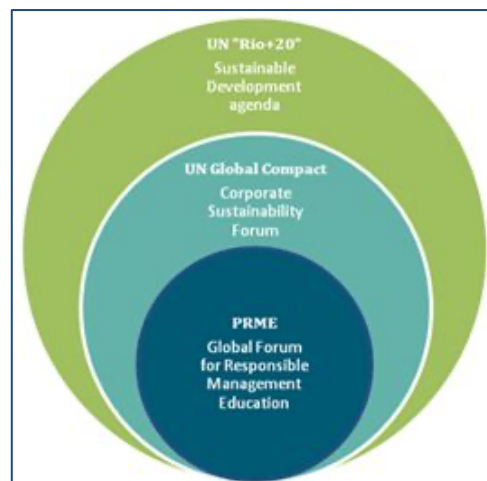 UN "Rio+20"
Sustainable
Development
agenda
UN Global Compact
Corporate
Sustainability
Forum
PRME
Global Forum
for Responsible
Management
Education